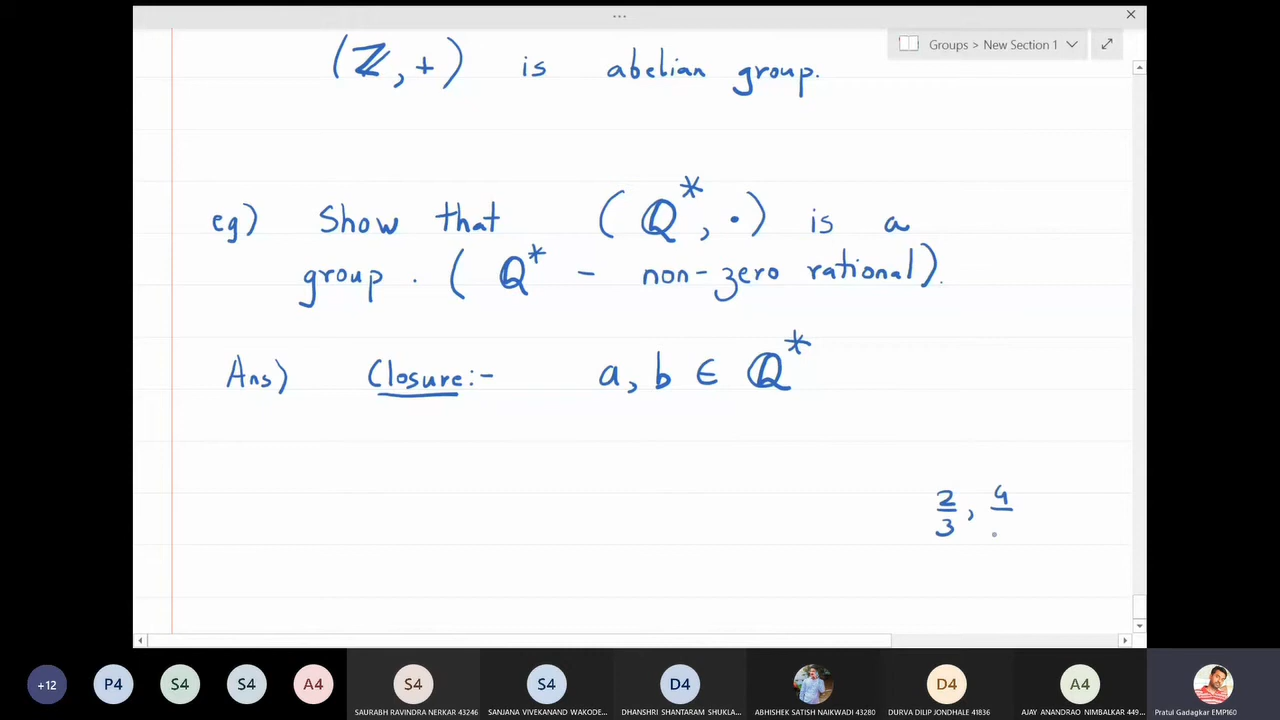 Groups > New Section 1
(ℤ, +) is abelian group.
eg) Show that (ℚ*, •) is a
group. (ℚ* - non-zero rational).
Ans) Closure:- a, b ∈ ℚ*
2/3, 4/
+12
P4
S4
S4
A4
S4
S4
D4
D4
A4
SAURABH RAVINDRA NERKAR 43246
SANJANA VIVEKANAND WAKODE...
DHANSHRI SHANTARAM SHUKLA...
ABHISHEK SATISH NAIKWADI 43280
DURVA DILIP JONDHALE 41836
AJAY ANANDRAO NIMBALKAR 449...
Pratul Gadagkar EMP160